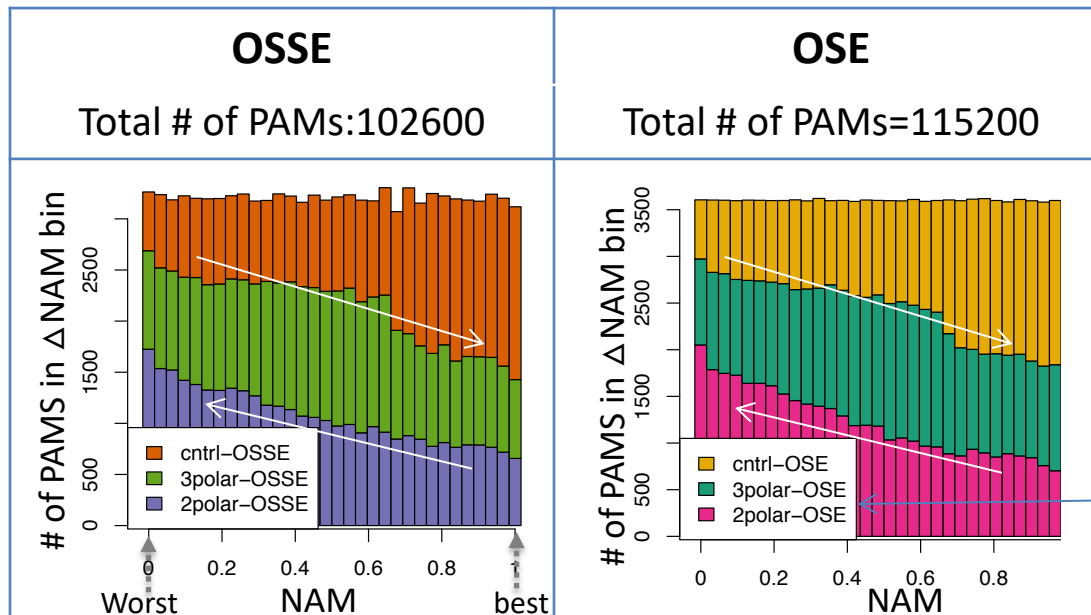 OSSE
Total # of PAMs:102600
OSE
Total # of PAMs=115200
# of PAMS in Δ NAM bin
0
500
1500
2500
cntrl−OSSE
3polar−OSSE
2polar−OSSE
0
0.2
0.4
0.6
0.8
1
Worst
NAM
best
# of PAMS in Δ NAM bin
0
500
1500
2500
3500
cntrl−OSE
3polar−OSE
2polar−OSE
0
0.2
0.4
0.6
0.8
NAM